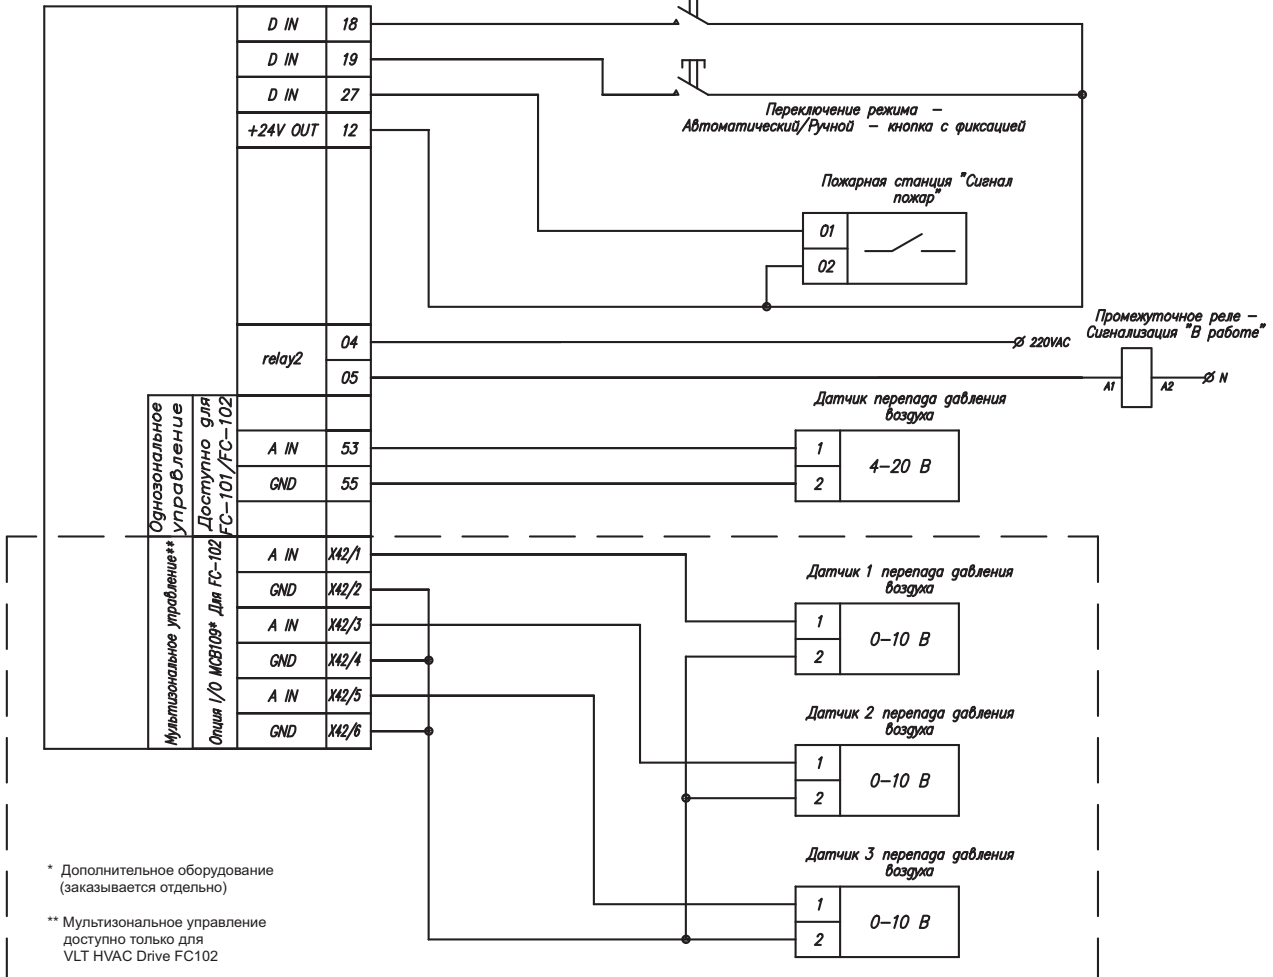 D IN 18
D IN 19
D IN 27
+24V OUT 12
Переключение режима –
Автоматический/Ручной – кнопка с фиксацией
Пожарная станция "Сигнал
пожар"
01
02
relay2
04
05
220VAC
Промежуточное реле –
Сигнализация "В работе"
A1
A2
N
Однозональное
управление
Доступно для
FC–101/FC–102
A IN 53
GND 55
Датчик перепада давления
воздуха
1
2
4–20 В
Мультизональное управление**
Опция I/O MCB109* Для FC-102
A IN X42/1
GND X42/2
A IN X42/3
GND X42/4
A IN X42/5
GND X42/6
Датчик 1 перепада давления
воздуха
1
2
0–10 В
Датчик 2 перепада давления
воздуха
1
2
0–10 В
Датчик 3 перепада давления
воздуха
1
2
0–10 В
* Дополнительное оборудование
(заказывается отдельно)
** Мультизональное управление
доступно только для
VLT HVAC Drive FC102